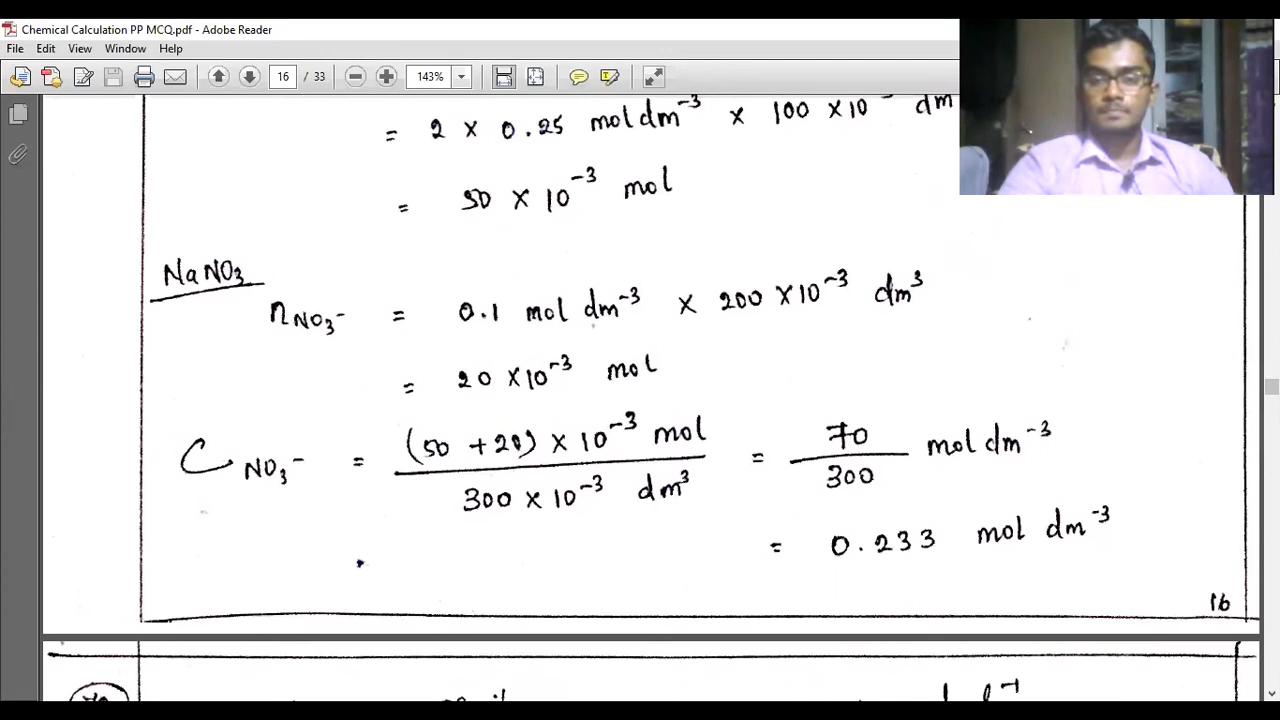 Chemical Calculation PP MCQ.pdf - Adobe Reader
File Edit View Window Help
16 / 33 143%
= 2 × 0.25 mol dm⁻³ × 100 × 10⁻ dm
= 50 × 10⁻³ mol
NaNO₃
n NO₃⁻ = 0.1 mol dm⁻³ × 200 × 10⁻³ dm³
= 20 × 10⁻³ mol
C NO₃⁻ = (50 + 20) × 10⁻³ mol / 300 × 10⁻³ dm³ = 70 / 300 mol dm⁻³
= 0.233 mol dm⁻³
16